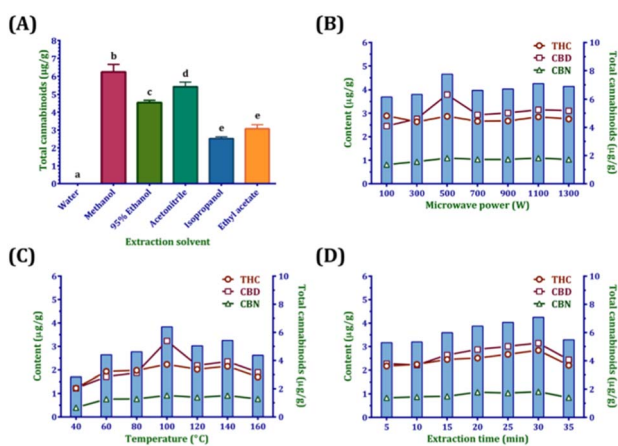 (A)
8
7
6
5
4
3
2
1
0
Total cannabinoids (µg/g)
a
b
c
d
e
e
Water
Methanol
95% Ethanol
Acetonitrile
Isopropanol
Ethyl acetate
Extraction solvent
(B)
6
5
4
3
2
1
0
Content (µg/g)
THC
CBD
CBN
10
8
6
4
2
0
Total cannabinoids (µg/g)
100 300 500 700 900 1100 1300
Microwave power (W)
(C)
6
5
4
3
2
1
0
Content (µg/g)
THC
CBD
CBN
10
8
6
4
2
0
Total cannabinoids (µg/g)
40 60 80 100 120 140 160
Temperature (°C)
(D)
6
5
4
3
2
1
0
Content (µg/g)
THC
CBD
CBN
10
8
6
4
2
0
Total cannabinoids (µg/g)
5 10 15 20 25 30 35
Extraction time (min)